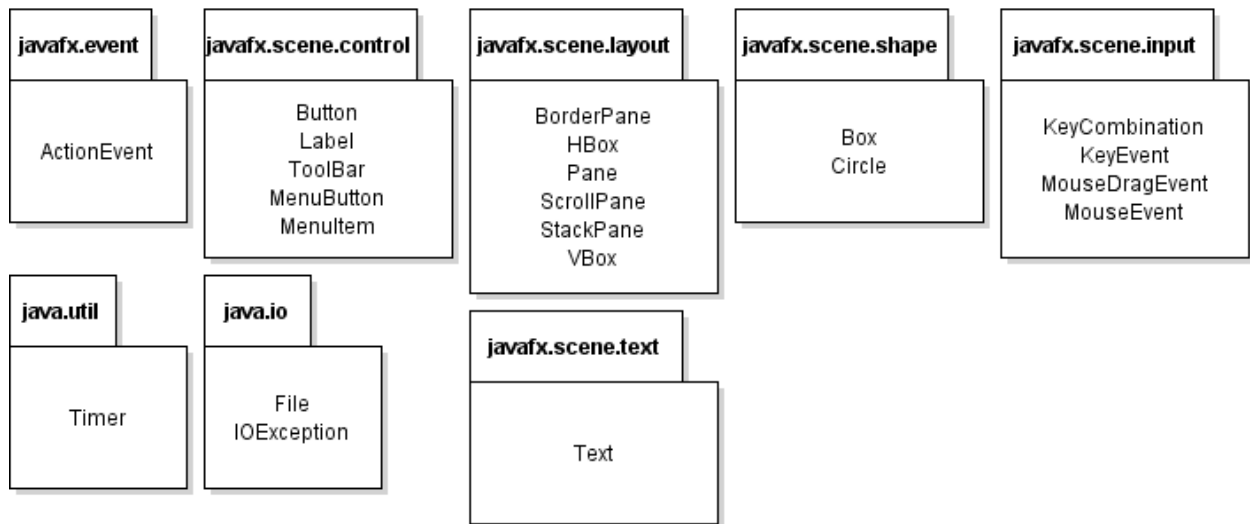 javafx.event
ActionEvent
javafx.scene.control
Button
Label
ToolBar
MenuButton
MenuItem
javafx.scene.layout
BorderPane
HBox
Pane
ScrollPane
StackPane
VBox
javafx.scene.shape
Box
Circle
javafx.scene.input
KeyCombination
KeyEvent
MouseDragEvent
MouseEvent
java.util
Timer
java.io
File
IOException
javafx.scene.text
Text